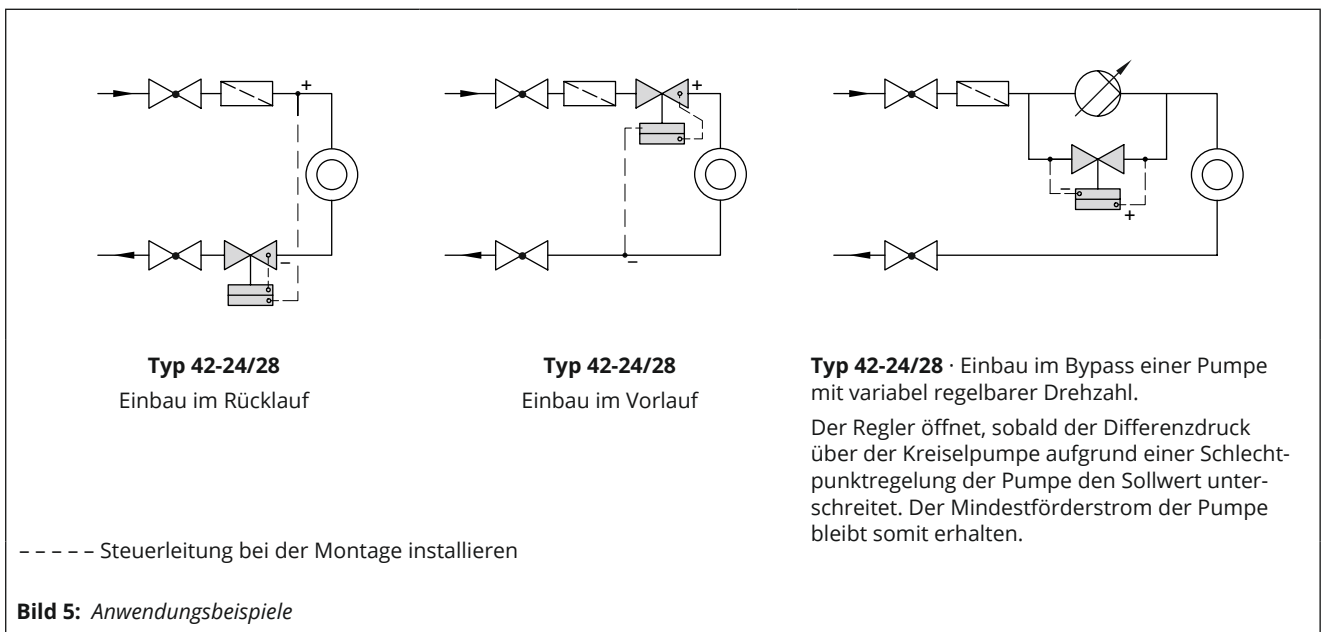 +
–
+
–
–
+
Typ 42-24/28
Einbau im Rücklauf
Typ 42-24/28
Einbau im Vorlauf
Typ 42-24/28 · Einbau im Bypass einer Pumpe
mit variabel regelbarer Drehzahl.
Der Regler öffnet, sobald der Differenzdruck
über der Kreiselpumpe aufgrund einer Schlecht-
punktregelung der Pumpe den Sollwert unter-
schreitet. Der Mindestförderstrom der Pumpe
bleibt somit erhalten.
– – – – – Steuerleitung bei der Montage installieren
Bild 5: Anwendungsbeispiele